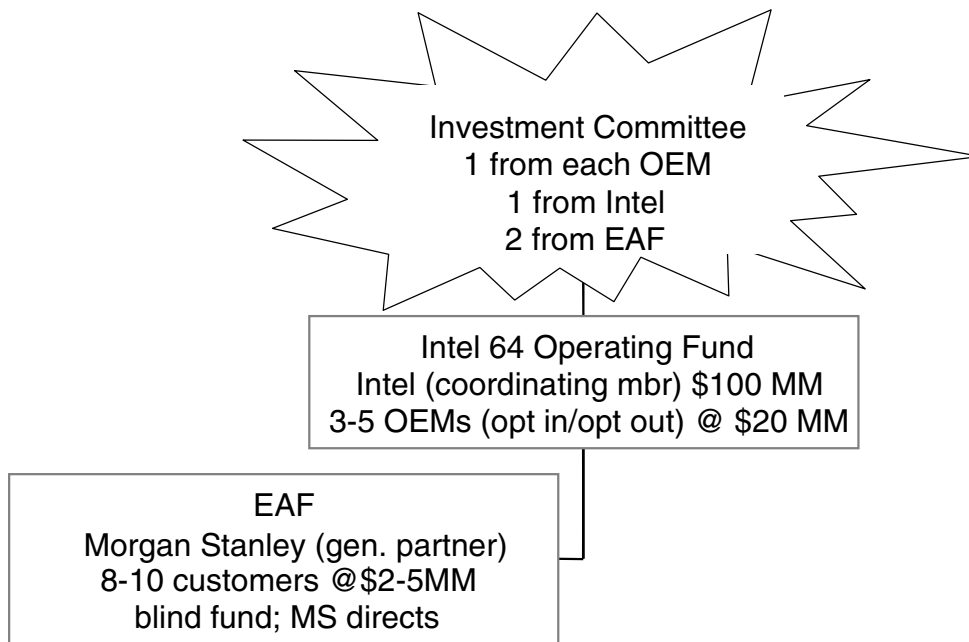 Investment Committee
1 from each OEM
1 from Intel
2 from EAF
Intel 64 Operating Fund
Intel (coordinating mbr) $100 MM
3-5 OEMs (opt in/opt out) @ $20 MM
EAF
Morgan Stanley (gen. partner)
8-10 customers @$2-5MM
blind fund; MS directs